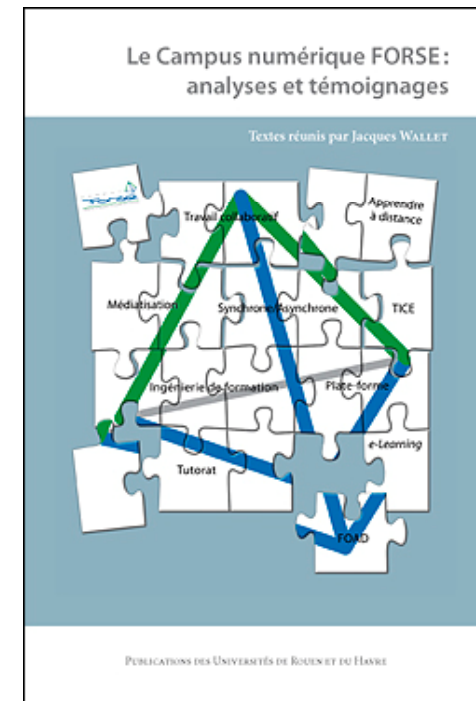 Le Campus numérique FORSE :
analyses et témoignages
Textes réunis par Jacques WALLET
FORSE
Travail collaboratif
Apprendre
à distance
Médiatisation
Synchrone/Asynchrone
TICE
Ingénierie de formation
Plate-forme
e-Learning
Tutorat
FOAD
PUBLICATIONS DES UNIVERSITÉS DE ROUEN ET DU HAVRE